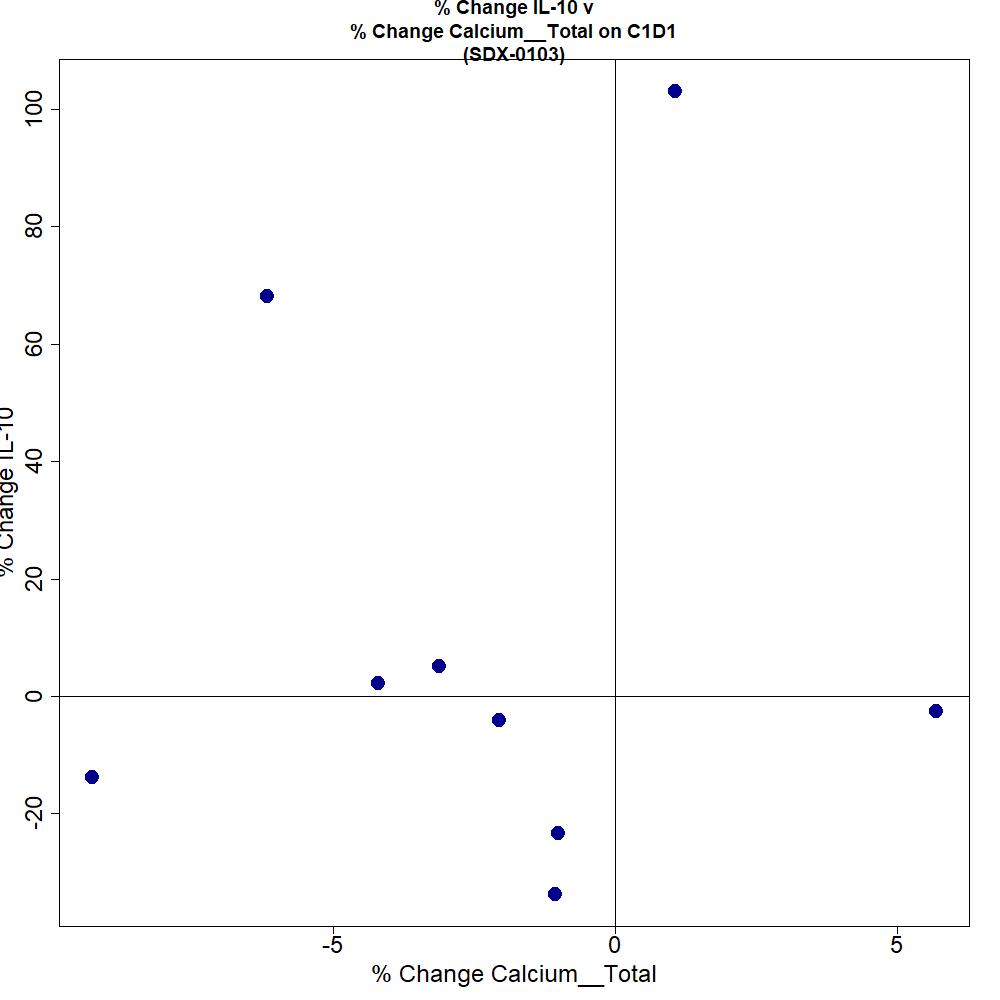 % Change IL-10 v
% Change Calcium__Total on C1D1
(SDX-0103)
100
80
60
40
20
0
-20
% Change IL-10
-5
0
5
% Change Calcium__Total